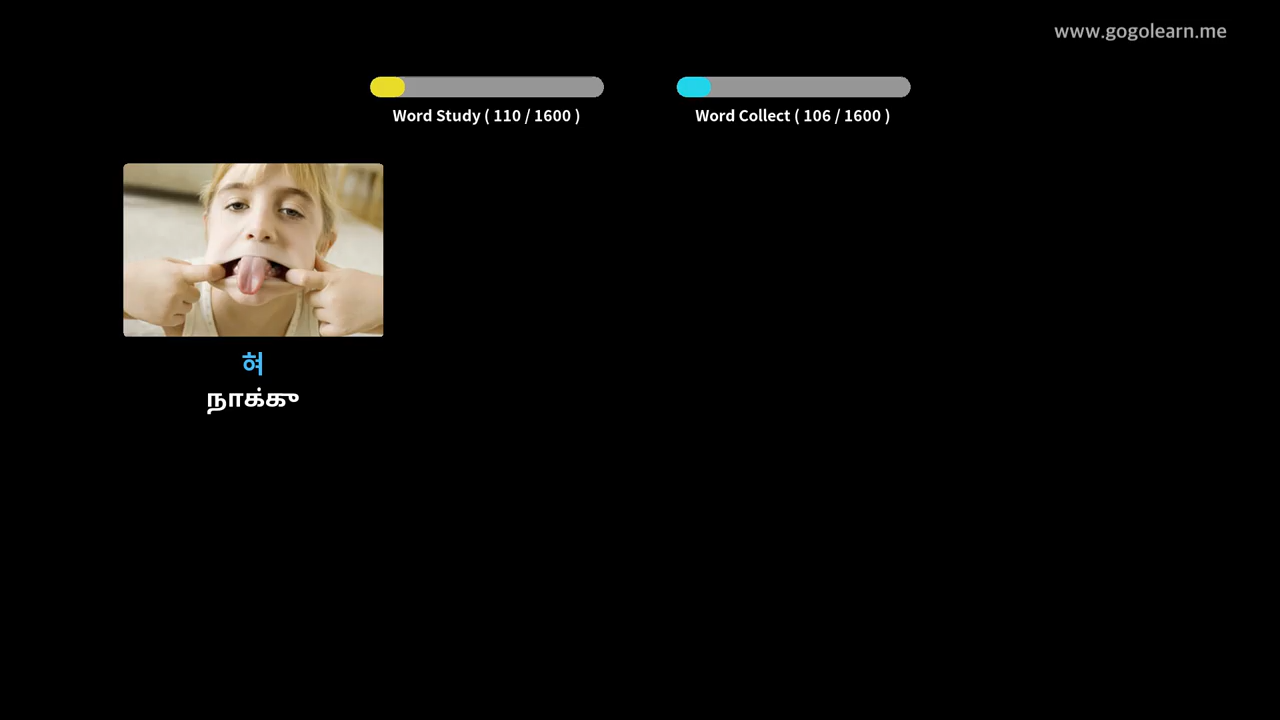 www.gogolearn.me
Word Study ( 110 / 1600 )
Word Collect ( 106 / 1600 )
혀
நாக்கு